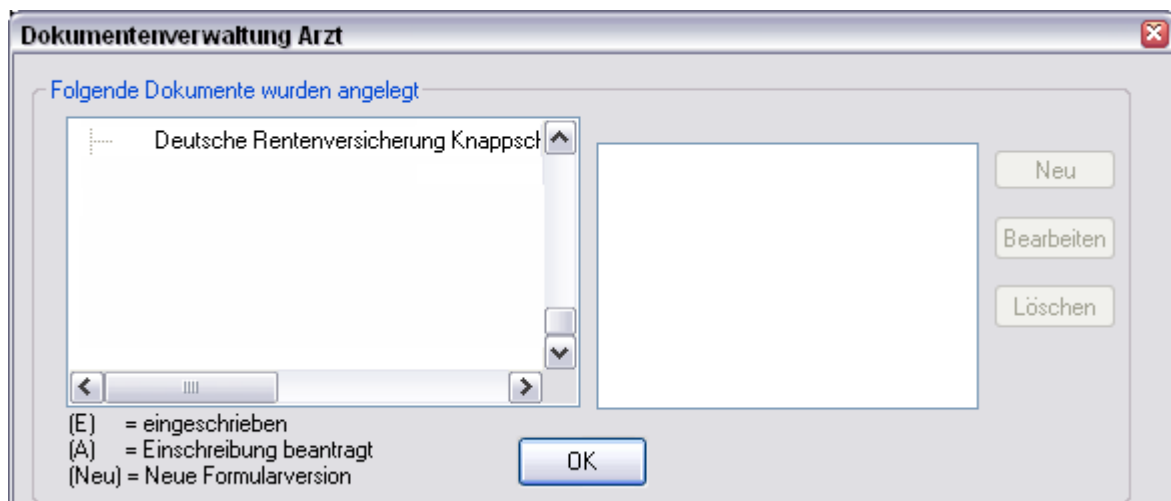 Dokumentenverwaltung Arzt
Folgende Dokumente wurden angelegt
Deutsche Rentenversicherung Knappsch
Neu
Bearbeiten
Löschen
(E) = eingeschrieben
(A) = Einschreibung beantragt
(Neu) = Neue Formularversion
OK